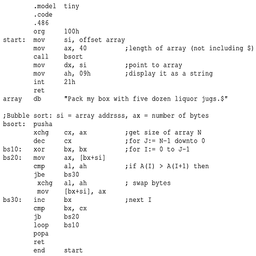 .model tiny
.code
.486
org 100h
start: mov si, offset array
mov ax, 40 ;length of array (not including $)
call bsort
mov dx, si ;point to array
mov ah, 09h ;display it as a string
int 21h
ret
array db "Pack my box with five dozen liquor jugs.$"
;Bubble sort: si = array addrsss, ax = number of bytes
bsort: pusha
xchg cx, ax ;get size of array N
dec cx ;for J:= N-1 downto 0
bs10: xor bx, bx ;for I:= 0 to J-1
bs20: mov ax, [bx+si]
cmp al, ah ;if A(I) > A(I+1) then
jbe bs30
xchg al, ah ; swap bytes
mov [bx+si], ax
bs30: inc bx ;next I
cmp bx, cx
jb bs20
loop bs10
popa
ret
end start